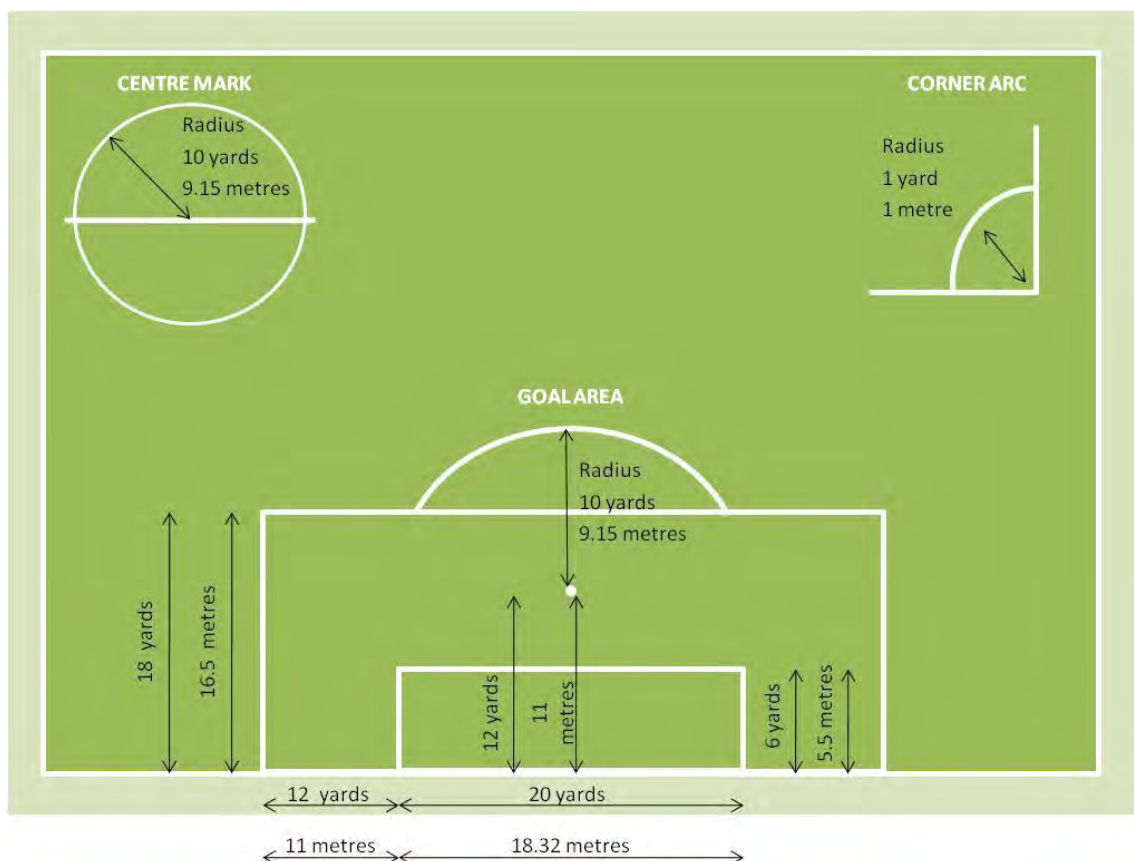 CENTRE MARK
Radius
10 yards
9.15 metres
CORNER ARC
Radius
1 yard
1 metre
GOAL AREA
Radius
10 yards
9.15 metres
18 yards
16.5 metres
12 yards
11
metres
6 yards
5.5 metres
12 yards
20 yards
11 metres
18.32 metres